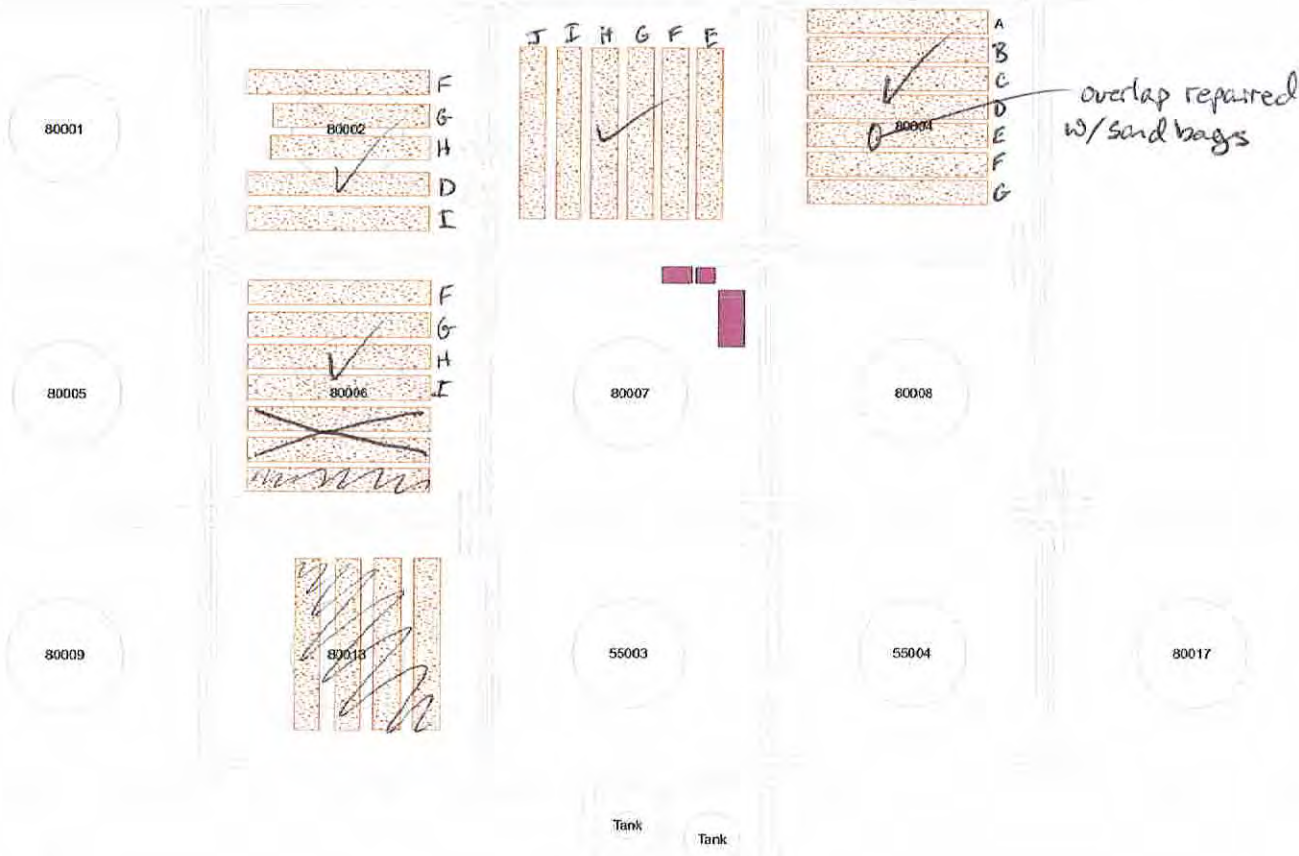 J I H G F E
A
B
C
D
E
F
G
80004
overlap repaired
w/ sand bags
80001
F
G
H
D
I
80002
F
G
H
I
80005
80006
80007
80008
80009
80013
55003
55004
80017
Tank
Tank